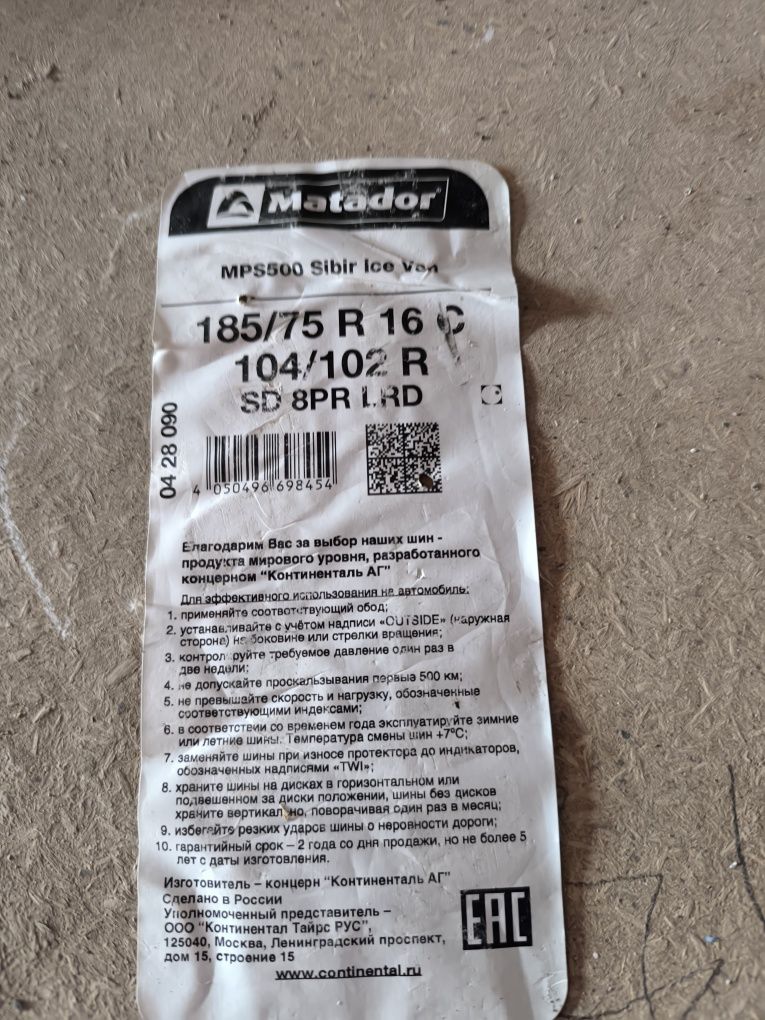 Matador
MPS500 Sibir Ice Van
185/75 R 16 C
104/102 R
SD 8PR LRD
04 28 090
4 050496 698454
Благодарим Вас за выбор наших шин -
продукта мирового уровня, разработанного
концерном "Континенталь АГ"
Для эффективного использования на автомобиль:
1. применяйте соответствующий обод;
2. устанавливайте с учётом надписи «OUTSIDE» (наружная
сторона) на боковине или стрелки вращения;
3. контролируйте требуемое давление один раз в
две недели;
4. не допускайте проскальзывания первые 500 км;
5. не превышайте скорость и нагрузку, обозначенные
соответствующими индексами;
6. в соответствии со временем года эксплуатируйте зимние
или летние шины. Температура смены шин +7ºС;
7. заменяйте шины при износе протектора до индикаторов,
обозначенных надписями «TWI»;
8. храните шины на дисках в горизонтальном или
подвешенном за диски положении, шины без дисков
храните вертикально, поворачивая один раз в месяц;
9. избегайте резких ударов шины о неровности дороги;
10. гарантийный срок – 2 года со дня продажи, но не более 5
лет с даты изготовления.
Изготовитель – концерн "Континенталь АГ"
Сделано в России
Уполномоченный представитель –
ООО "Континентал Тайрс РУС",
125040, Москва, Ленинградский проспект,
дом 15, строение 15
EAC
www.continental.ru